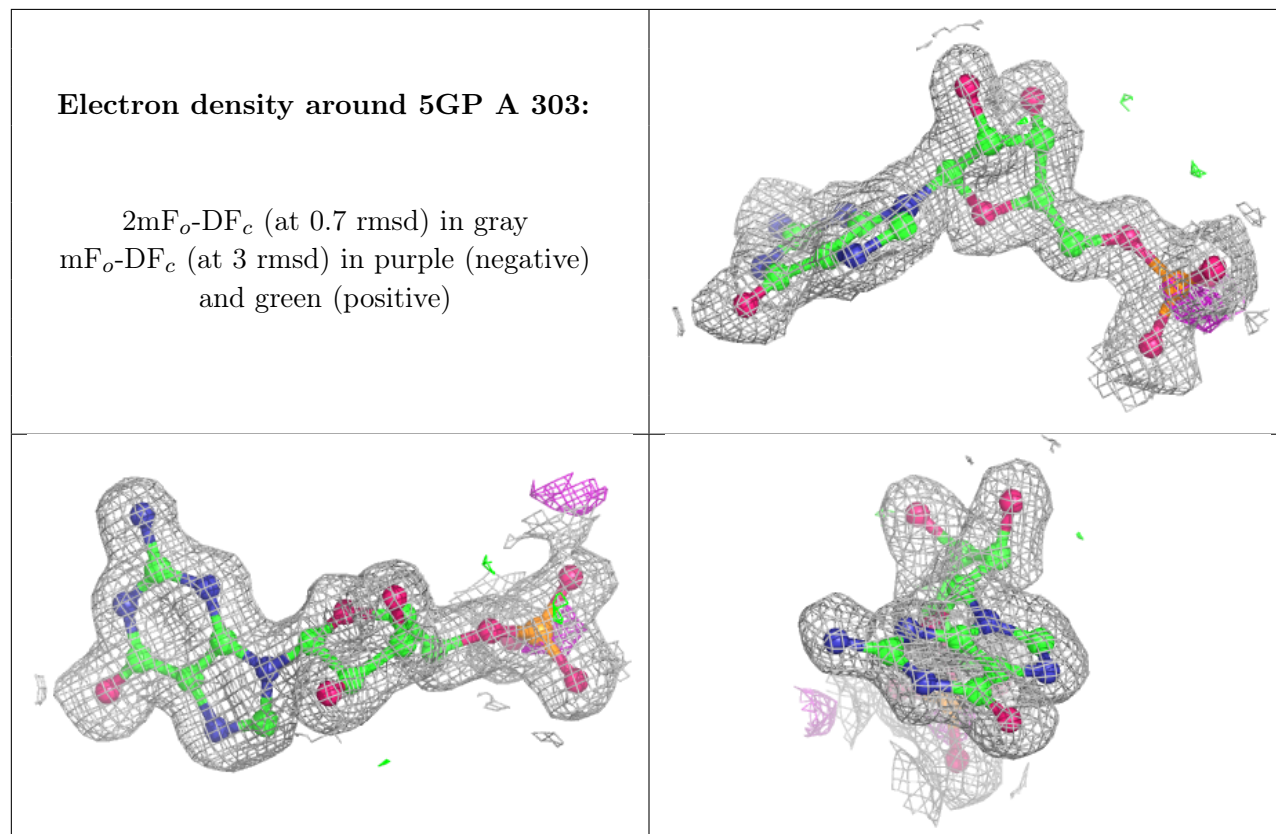 Electron density around 5GP A 303:
2mFo-DFc (at 0.7 rmsd) in gray
mFo-DFc (at 3 rmsd) in purple (negative)
and green (positive)